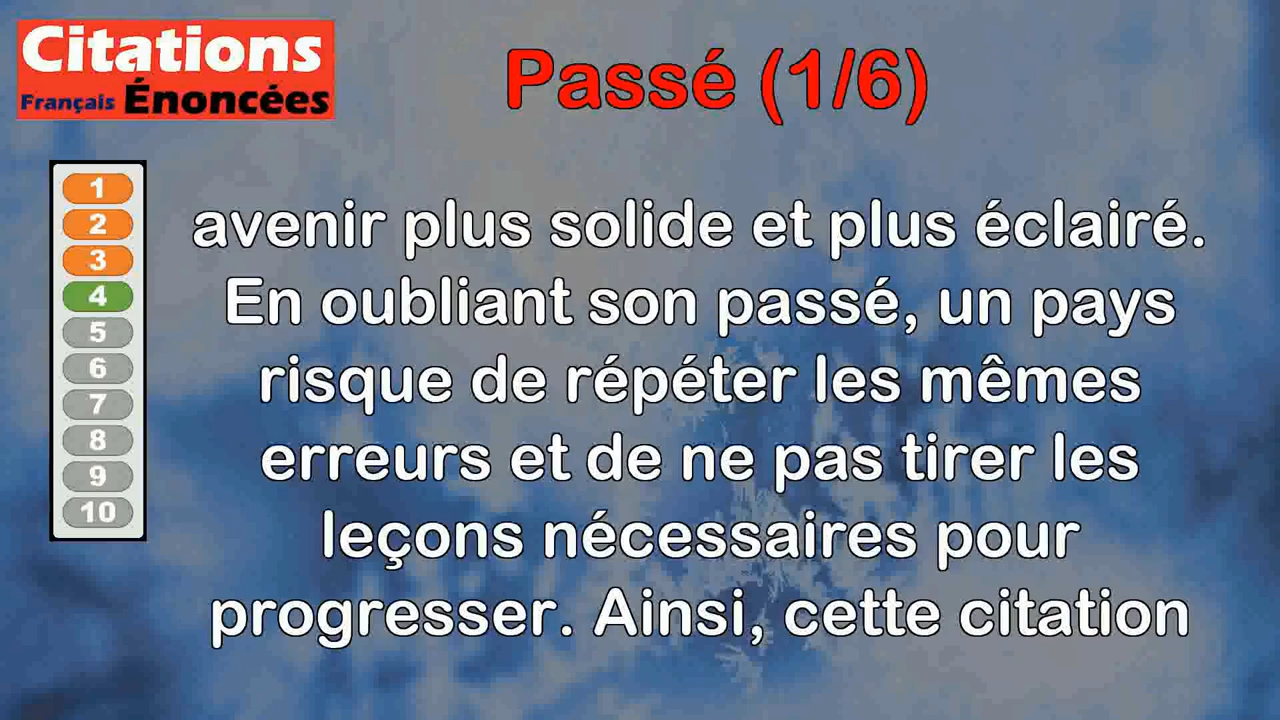 Citations
Français Énoncées
Passé (1/6)
1
2
3
4
5
6
7
8
9
10
avenir plus solide et plus éclairé.
En oubliant son passé, un pays
risque de répéter les mêmes
erreurs et de ne pas tirer les
leçons nécessaires pour
progresser. Ainsi, cette citation